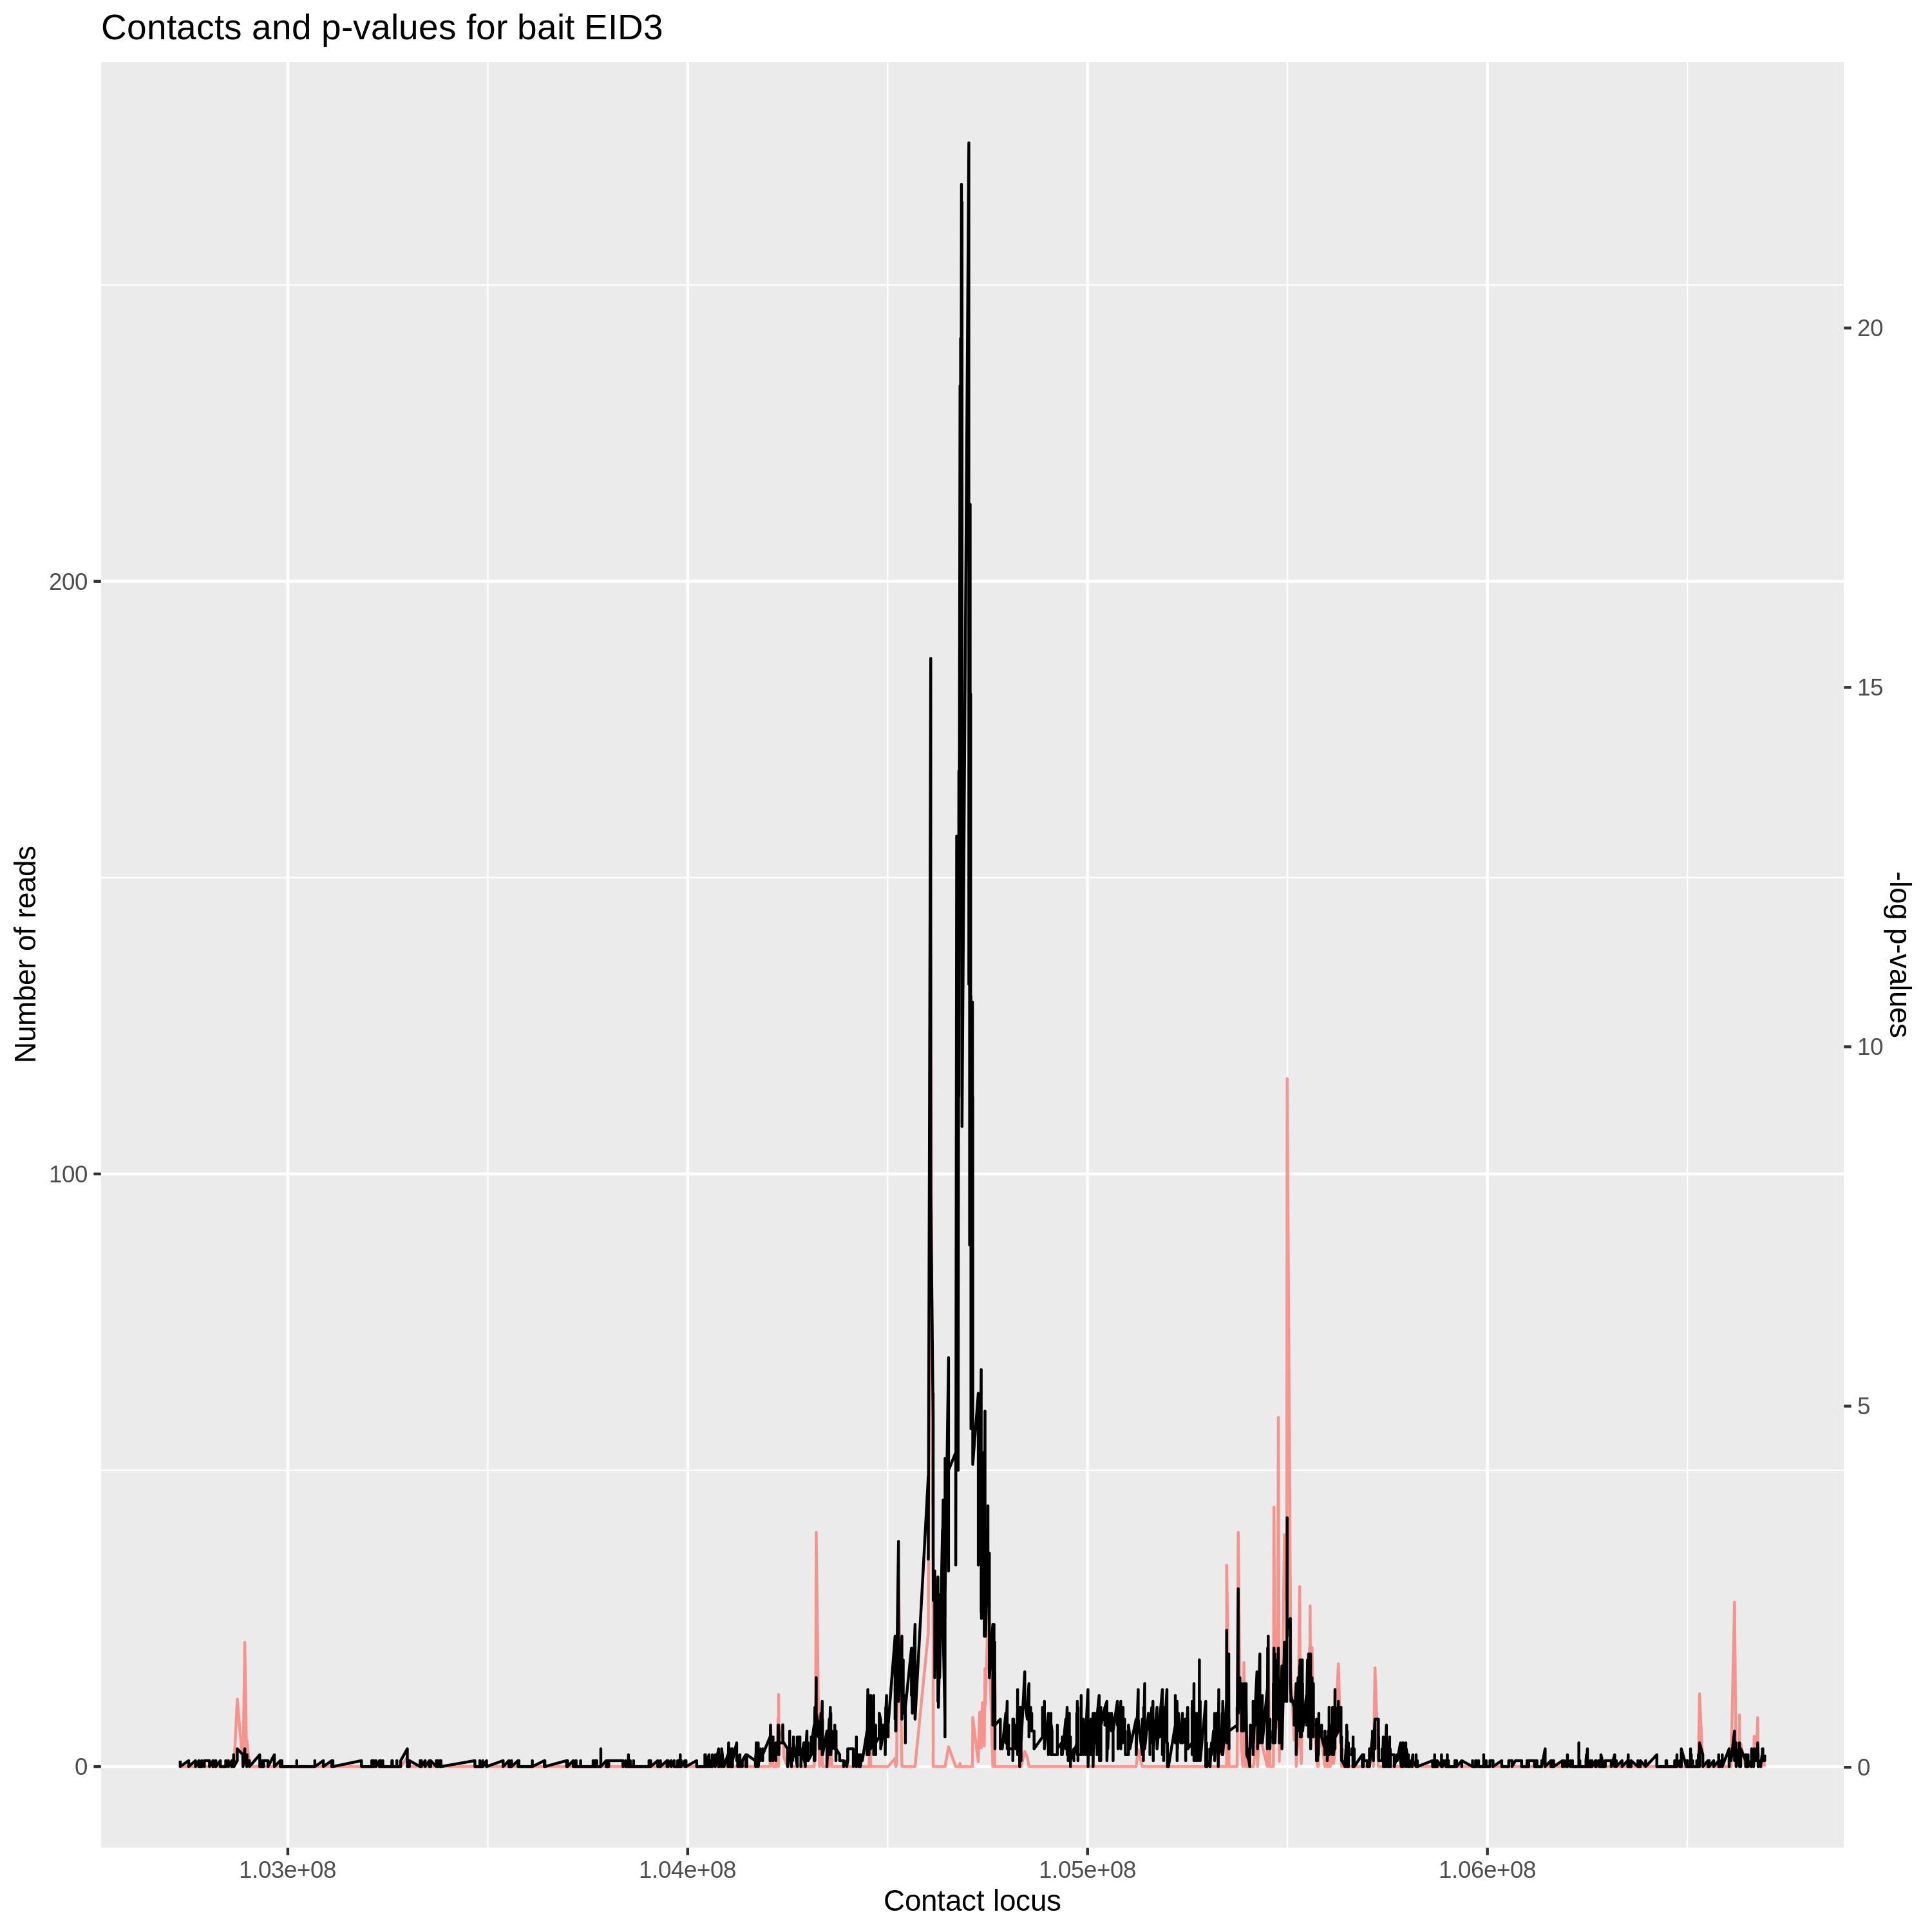 Contacts and p-values for bait EID3
Number of reads
200
100
0
20
15
10
5
0
-log p-values
1.03e+08 1.04e+08 1.05e+08 1.06e+08
Contact locus